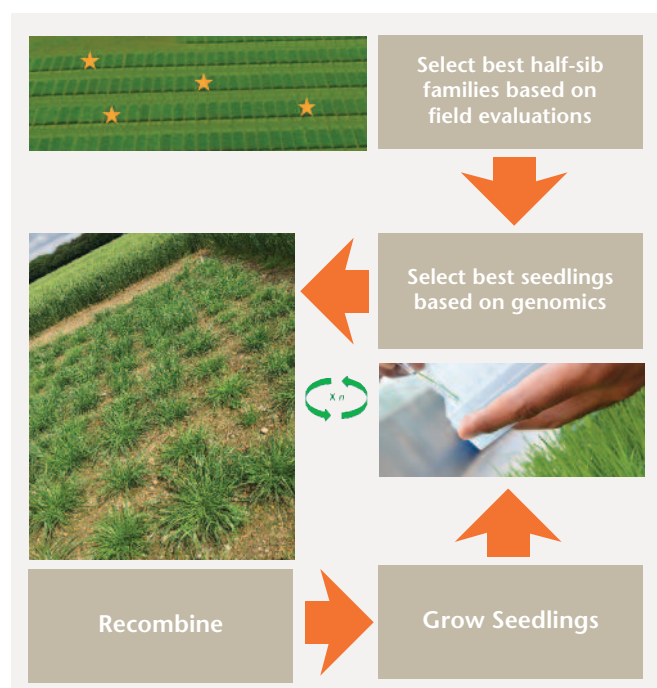 Select best half-sib
families based on
field evaluations
Select best seedlings
based on genomics
x n
Recombine
Grow Seedlings